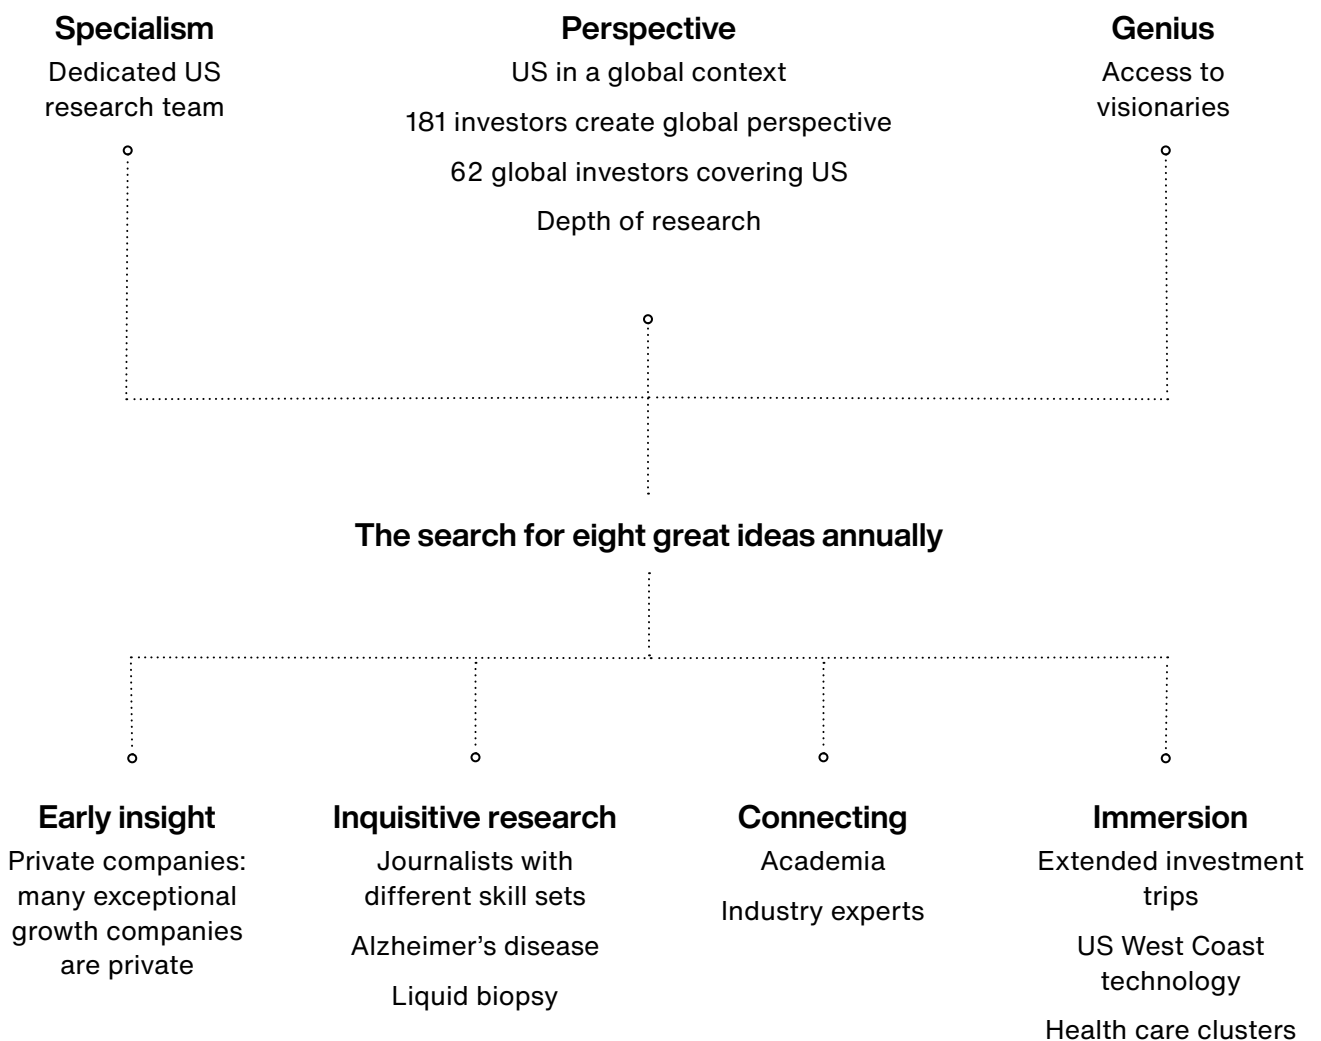 Specialism
Dedicated US
research team
Perspective
US in a global context
181 investors create global perspective
62 global investors covering US
Depth of research
Genius
Access to
visionaries
The search for eight great ideas annually
Early insight
Private companies:
many exceptional
growth companies
are private
Inquisitive research
Journalists with
different skill sets
Alzheimer’s disease
Liquid biopsy
Connecting
Academia
Industry experts
Immersion
Extended investment
trips
US West Coast
technology
Health care clusters